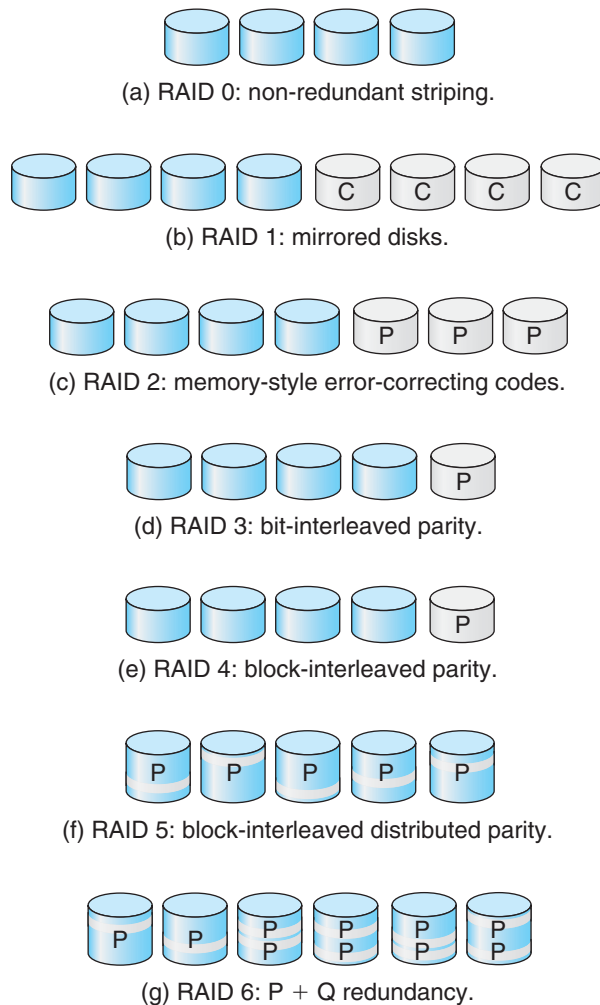 (a) RAID 0: non-redundant striping.
C C C C
(b) RAID 1: mirrored disks.
P P P
(c) RAID 2: memory-style error-correcting codes.
P
(d) RAID 3: bit-interleaved parity.
P
(e) RAID 4: block-interleaved parity.
P P P P P
(f) RAID 5: block-interleaved distributed parity.
P P P P P P
P P P P
(g) RAID 6: P + Q redundancy.